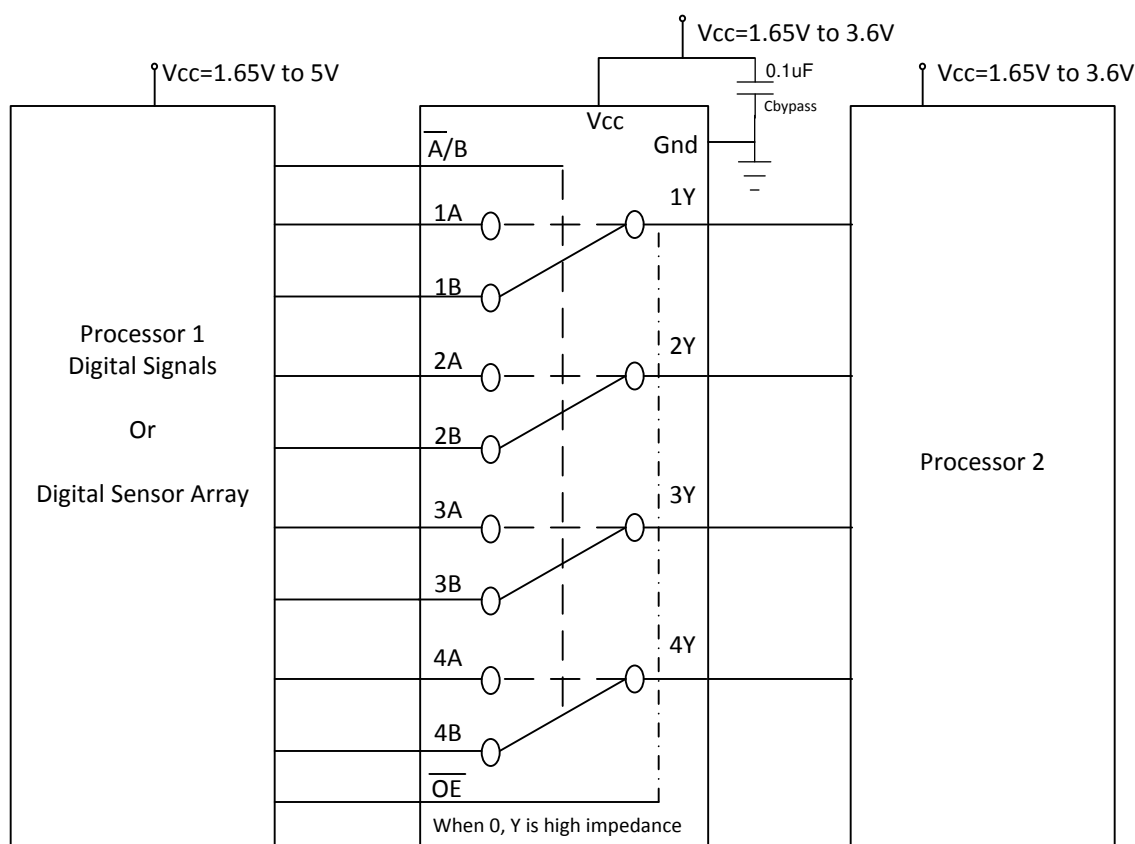 Vcc=1.65V to 3.6V
Vcc=1.65V to 5V
0.1uF
Vcc=1.65V to 3.6V
Cbypass
Vcc
A̅/B
Gnd
1A
1Y
1B
Processor 1
Digital Signals
Or
Digital Sensor Array
2A
2Y
2B
Processor 2
3A
3Y
3B
4A
4Y
4B
O̅E̅
When 0, Y is high impedance